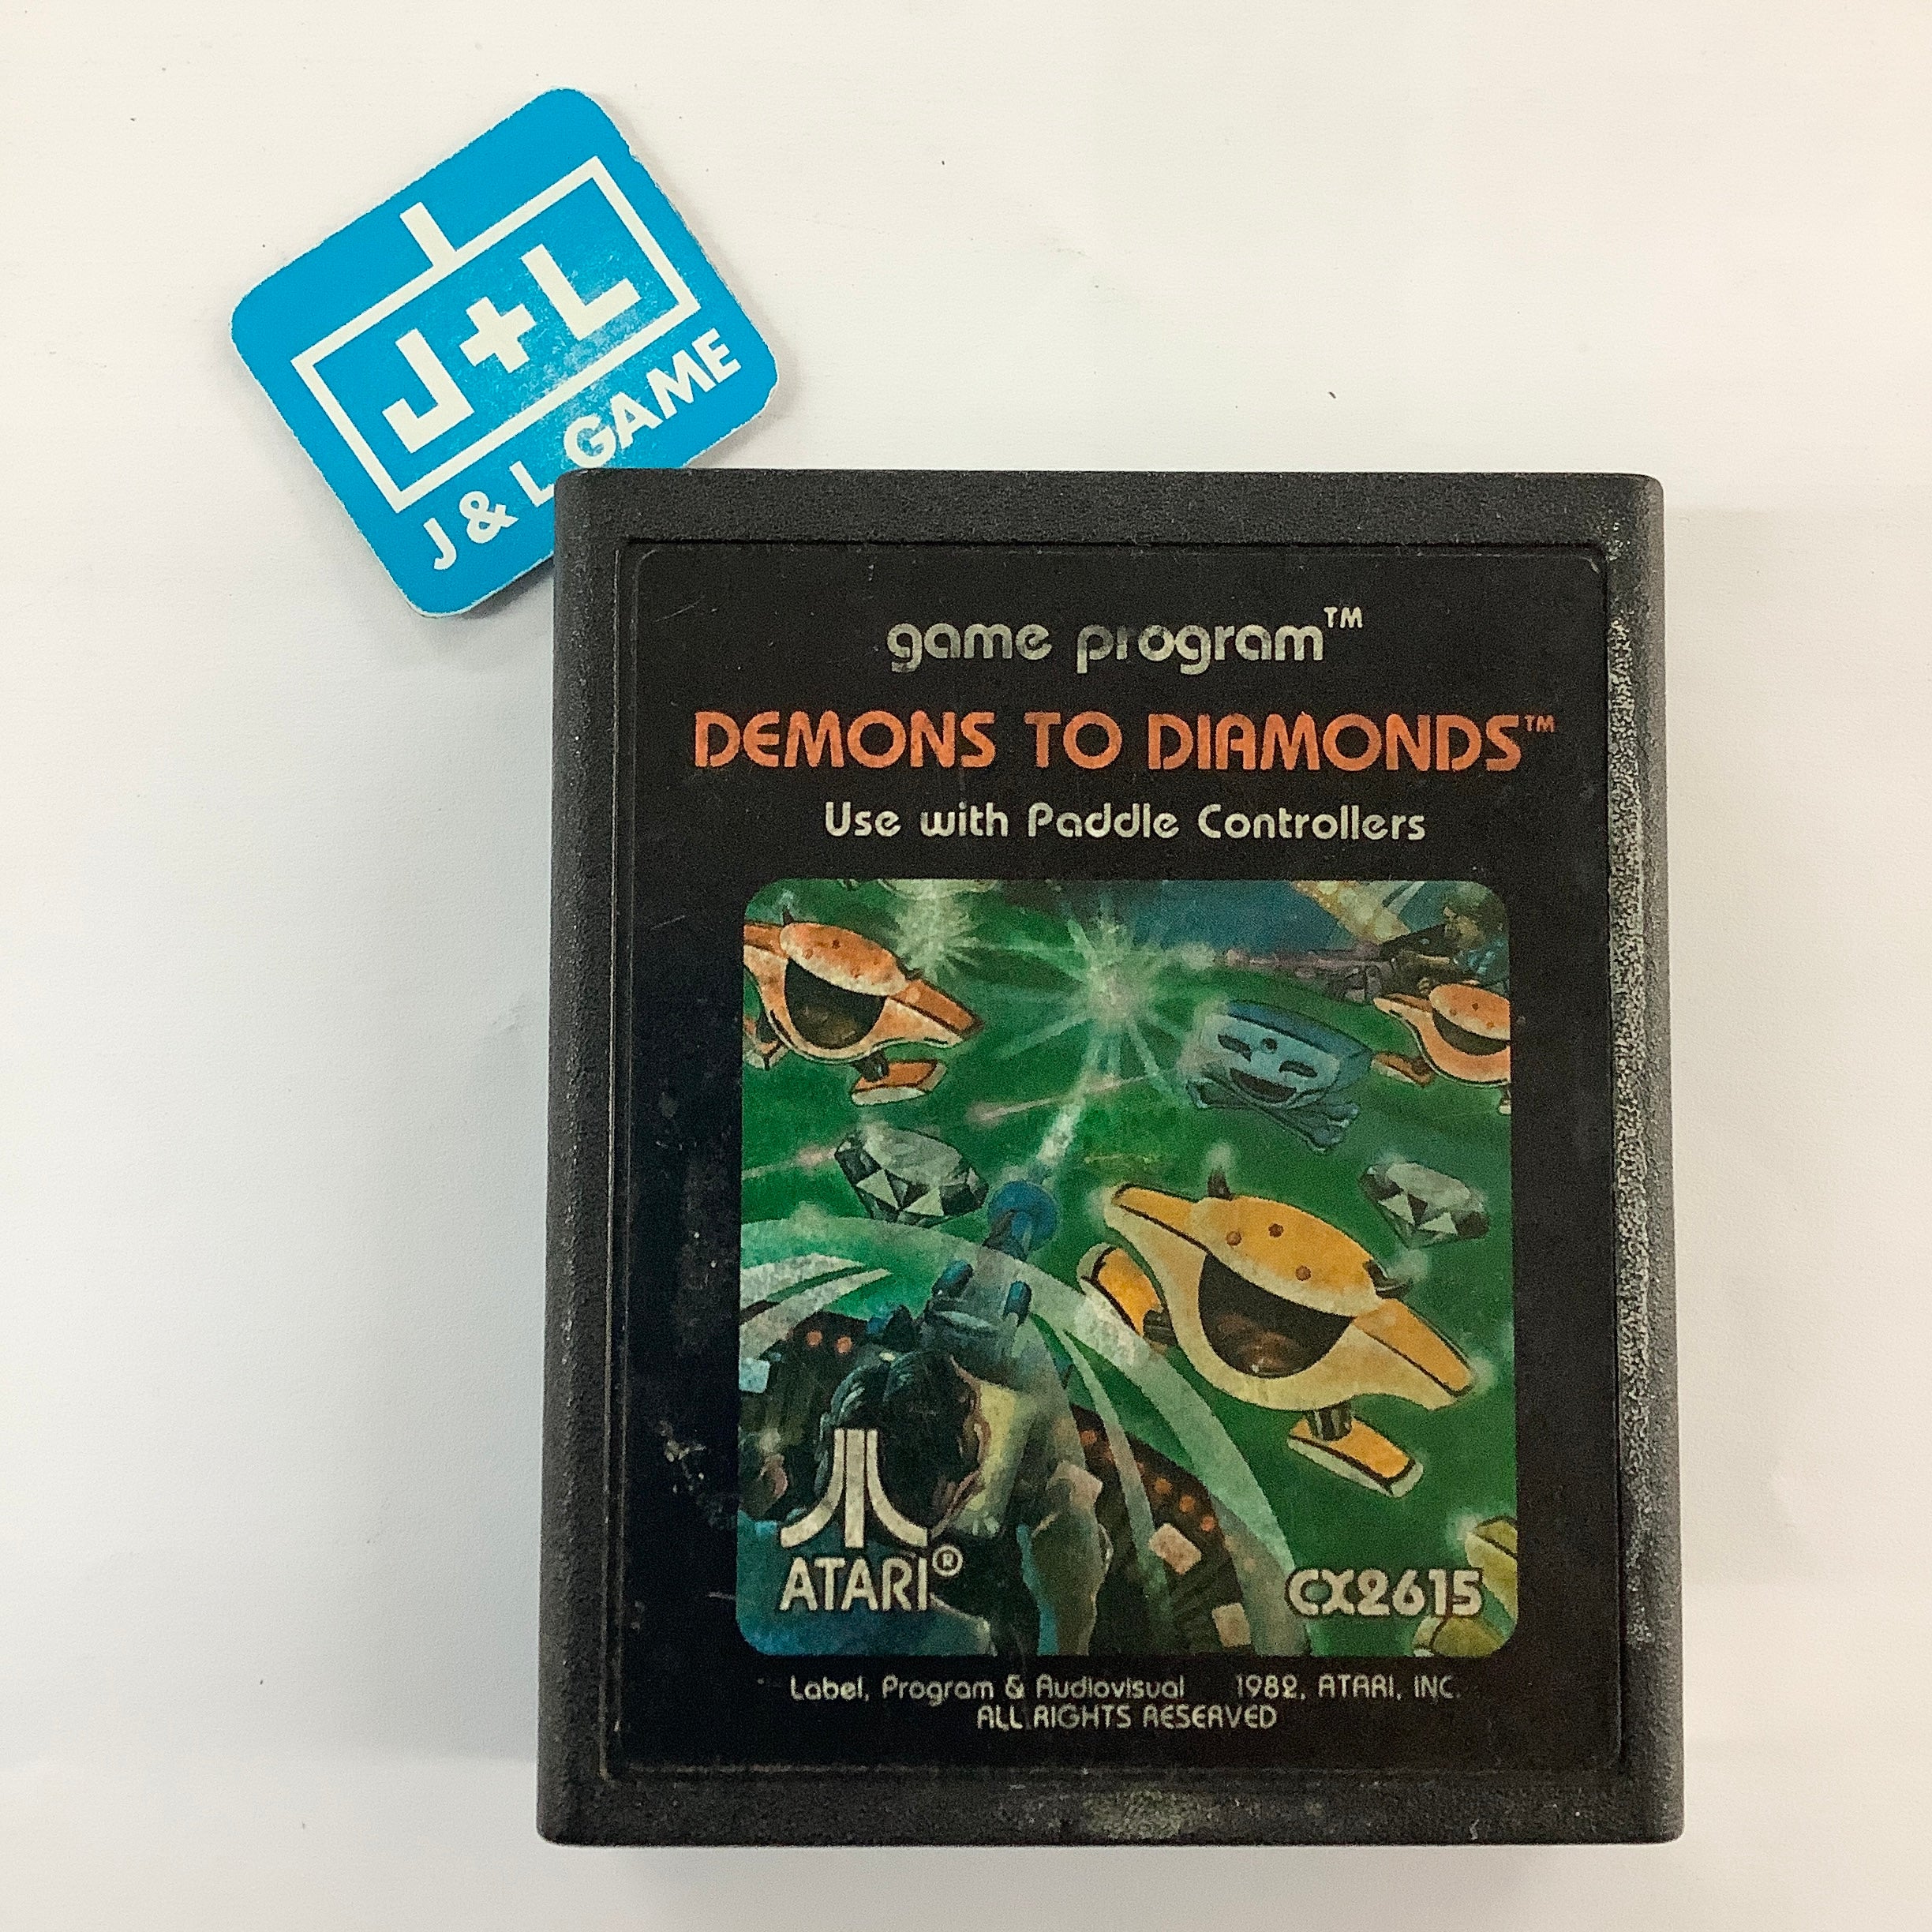 J+L
J & L GAME
game program™
DEMONS TO DIAMONDS™
Use with Paddle Controllers
ATARI®
CX2615
Label, Program & Audiovisual 1982, ATARI, INC.
ALL RIGHTS RESERVED